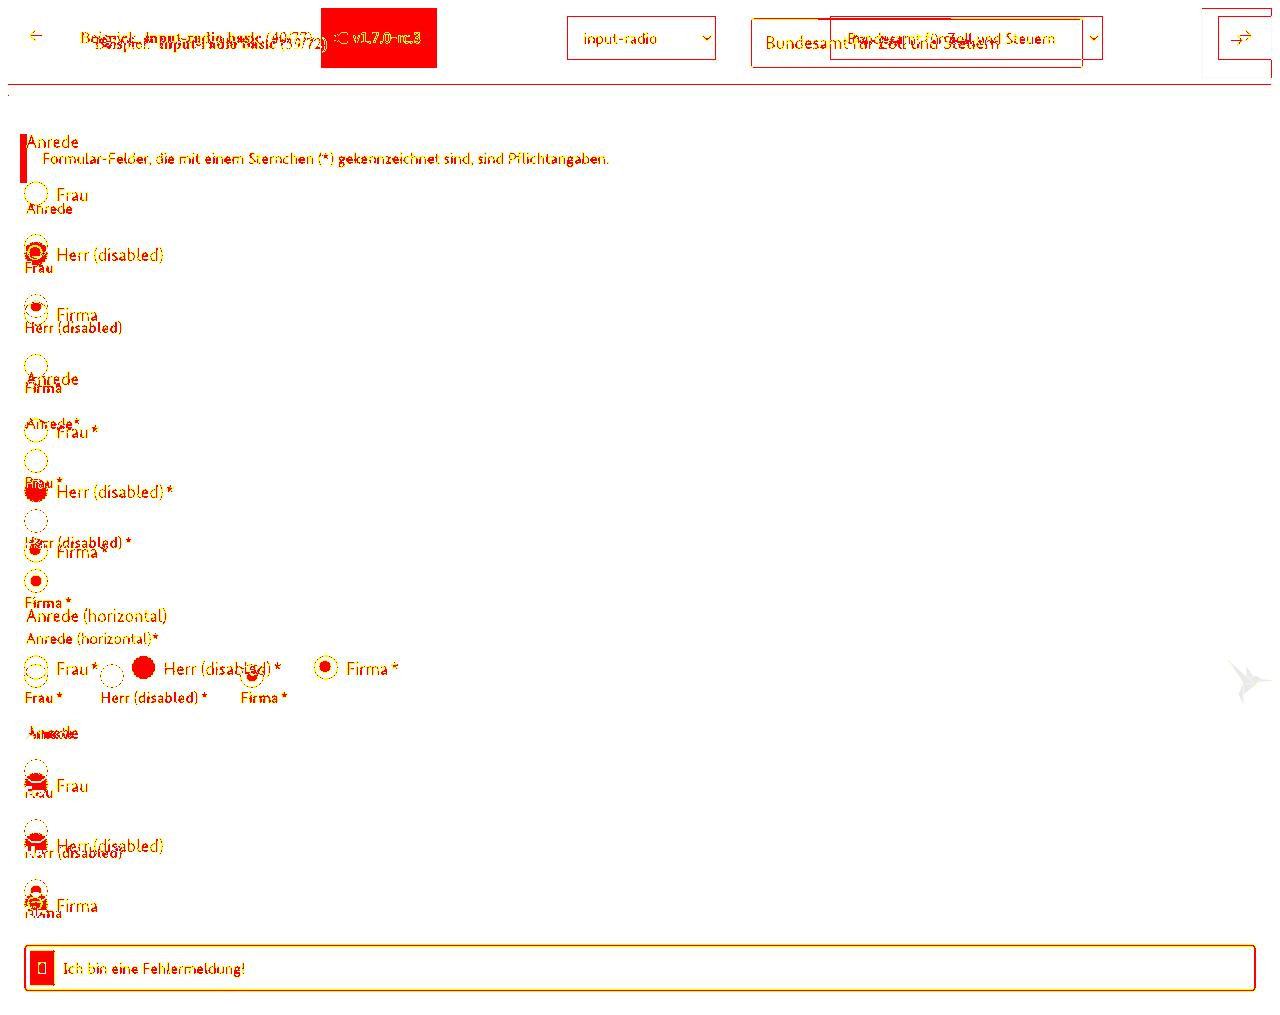 Beispiel: input-radio basic (40/77)
Beispiel: input-radio basic (39/72)
v1.7.0-rc.3
input-radio
Bundesamt für Zoll und Steuern
Bundesamt für Zoll und Steuern
Anrede
Formular-Felder, die mit einem Sternchen (*) gekennzeichnet sind, sind Pflichtangaben.
Frau
Anrede
Herr (disabled)
Frau
Firma
Herr (disabled)
Anrede
Firma
Anrede*
Frau *
Frau *
Herr (disabled) *
Herr (disabled) *
Firma *
Firma *
Anrede (horizontal)
Anrede (horizontal)*
Frau * Herr (disabled) * Firma *
Frau * Herr (disabled) * Firma *
Anrede
Frau
Frau
Herr (disabled)
Herr (disabled)
Firma
Firma
Ich bin eine Fehlermeldung!